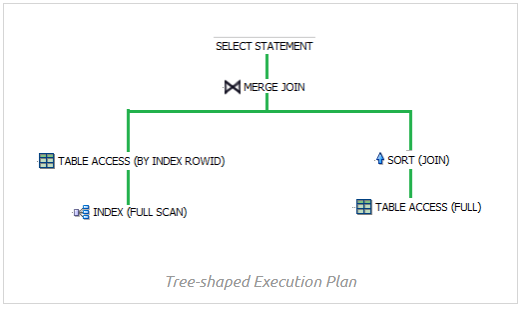 SELECT STATEMENT
MERGE JOIN
TABLE ACCESS (BY INDEX ROWID)
SORT (JOIN)
INDEX (FULL SCAN)
TABLE ACCESS (FULL)
Tree-shaped Execution Plan